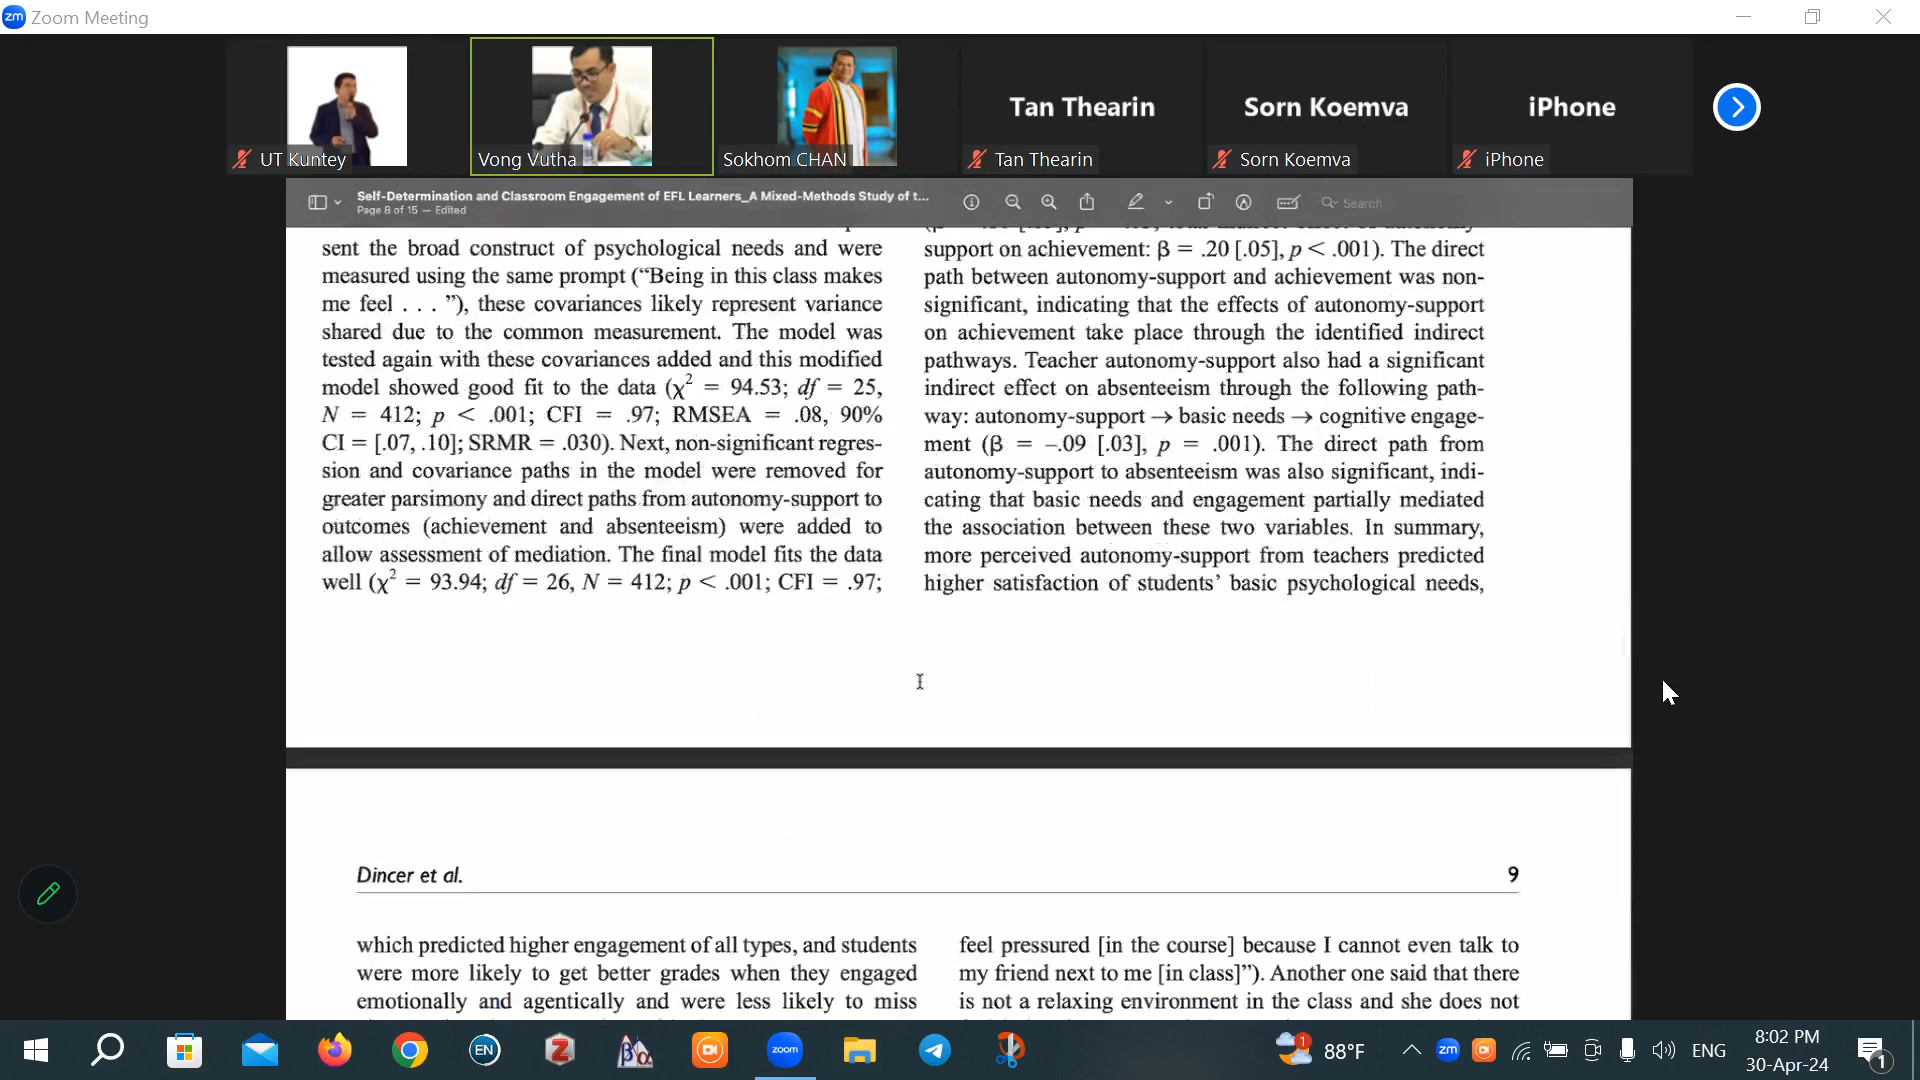 zm Zoom Meeting
UT Kuntey
Vong Vutha
Sokhom CHAN
Tan Thearin
Tan Thearin
Sorn Koemva
Sorn Koemva
iPhone
iPhone
Self-Determination and Classroom Engagement of EFL Learners_A Mixed-Methods Study of t...
Page 8 of 15 — Edited
Search
sent the broad construct of psychological needs and were
measured using the same prompt (“Being in this class makes
me feel . . . ”), these covariances likely represent variance
shared due to the common measurement. The model was
tested again with these covariances added and this modified
model showed good fit to the data (χ² = 94.53; df = 25,
N = 412; p < .001; CFI = .97; RMSEA = .08, 90%
CI = [.07, .10]; SRMR = .030). Next, non-significant regres-
sion and covariance paths in the model were removed for
greater parsimony and direct paths from autonomy-support to
outcomes (achievement and absenteeism) were added to
allow assessment of mediation. The final model fits the data
well (χ² = 93.94; df = 26, N = 412; p < .001; CFI = .97;
support on achievement: β = .20 [.05], p < .001). The direct
path between autonomy-support and achievement was non-
significant, indicating that the effects of autonomy-support
on achievement take place through the identified indirect
pathways. Teacher autonomy-support also had a significant
indirect effect on absenteeism through the following path-
way: autonomy-support → basic needs → cognitive engage-
ment (β = –.09 [.03], p = .001). The direct path from
autonomy-support to absenteeism was also significant, indi-
cating that basic needs and engagement partially mediated
the association between these two variables. In summary,
more perceived autonomy-support from teachers predicted
higher satisfaction of students’ basic psychological needs,
Dincer et al.
9
which predicted higher engagement of all types, and students
were more likely to get better grades when they engaged
emotionally and agentically and were less likely to miss
feel pressured [in the course] because I cannot even talk to
my friend next to me [in class]”). Another one said that there
is not a relaxing environment in the class and she does not
EN
Z
βα
zoom
1
88°F
zm
ENG
8:02 PM
30-Apr-24
1